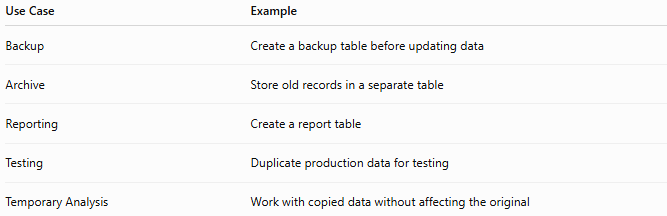 Use Case Example
Backup Create a backup table before updating data
Archive Store old records in a separate table
Reporting Create a report table
Testing Duplicate production data for testing
Temporary Analysis Work with copied data without affecting the original